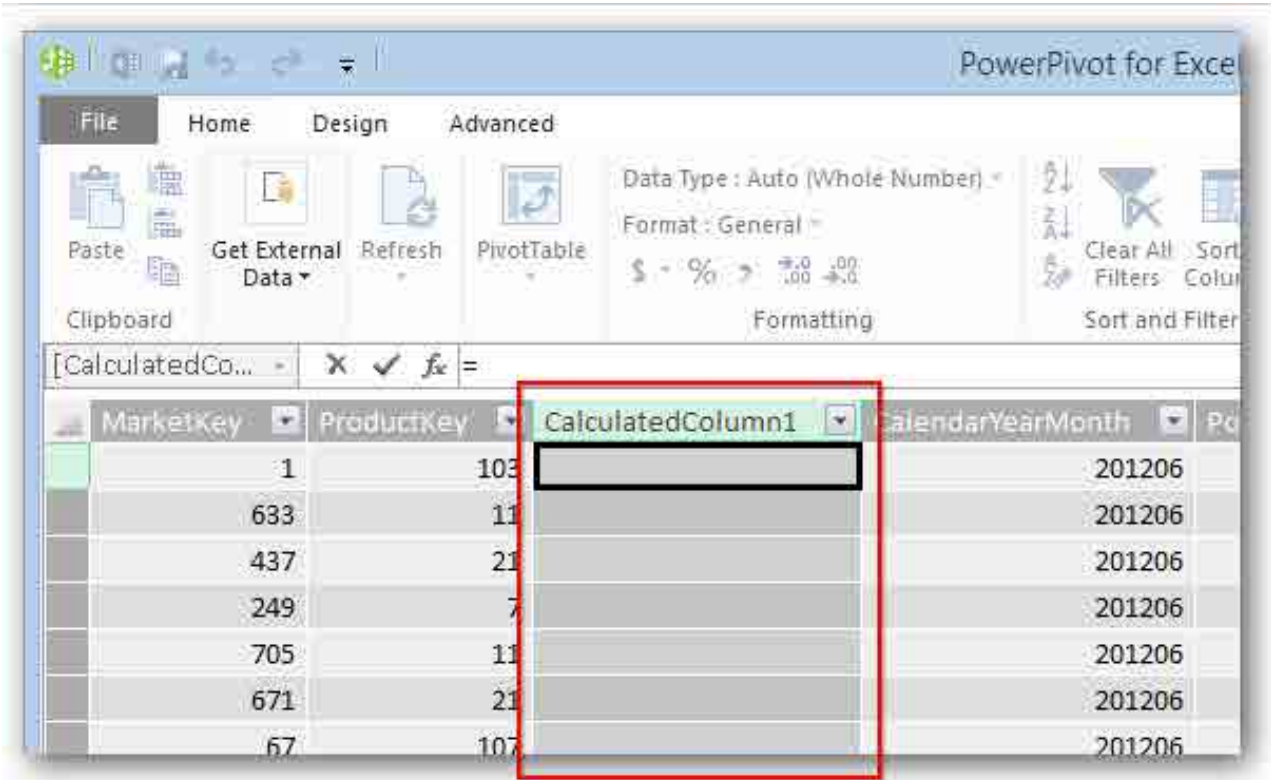 PowerPivot for Excel
File Home Design Advanced
Paste
Get External Data
Refresh
PivotTable
Data Type : Auto (Whole Number)
Format : General
$ % ,
Clear All Filters
Clipboard
Formatting
Sort and Filter
[CalculatedCo... X ✓ fx =
MarketKey ProductKey CalculatedColumn1 CalendarYearMonth
1 103 201206
633 11 201206
437 21 201206
249 7 201206
705 11 201206
671 21 201206
67 107 201206